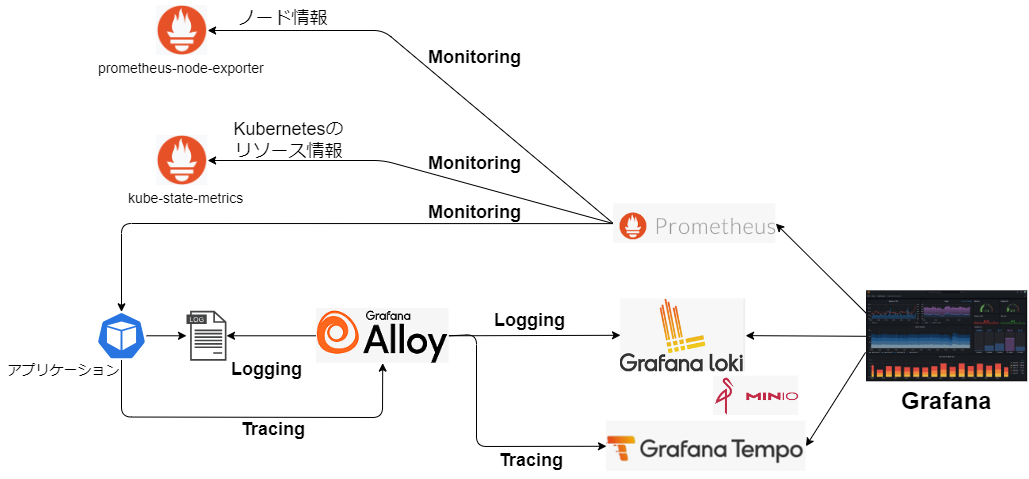 ノード情報
Monitoring
prometheus-node-exporter
Kubernetesの
リソース情報
Monitoring
kube-state-metrics
Monitoring
Prometheus
LOG
Grafana
Alloy
Logging
Grafana loki
アプリケーション
Logging
MINIO
Grafana
Tracing
Grafana Tempo
Tracing